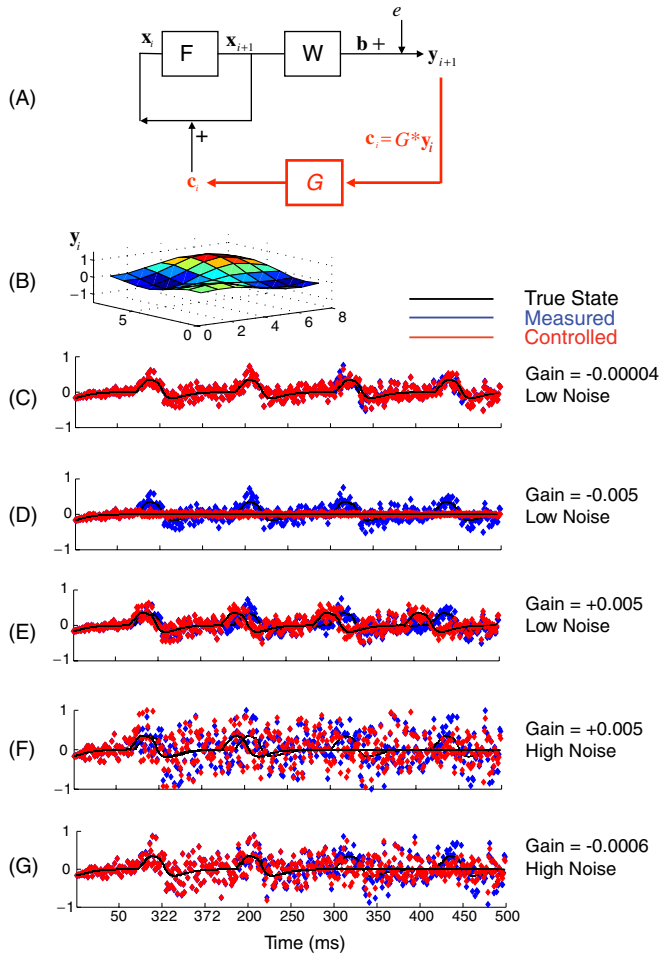 e
x_i
F
x_{i+1}
W
b +
y_{i+1}
(A)
+
c_i = G*y_i
c_i
G
y_i
(B)
1
0
−1
5
0
0
2
4
6
8
True State
Measured
Controlled
(C)
1
0
−1
Gain = -0.00004
Low Noise
(D)
1
0
−1
Gain = -0.005
Low Noise
(E)
1
0
−1
Gain = +0.005
Low Noise
(F)
1
0
−1
Gain = +0.005
High Noise
(G)
1
0
−1
Gain = -0.0006
High Noise
50 322 372 200 250 300 350 400 450 500
Time (ms)